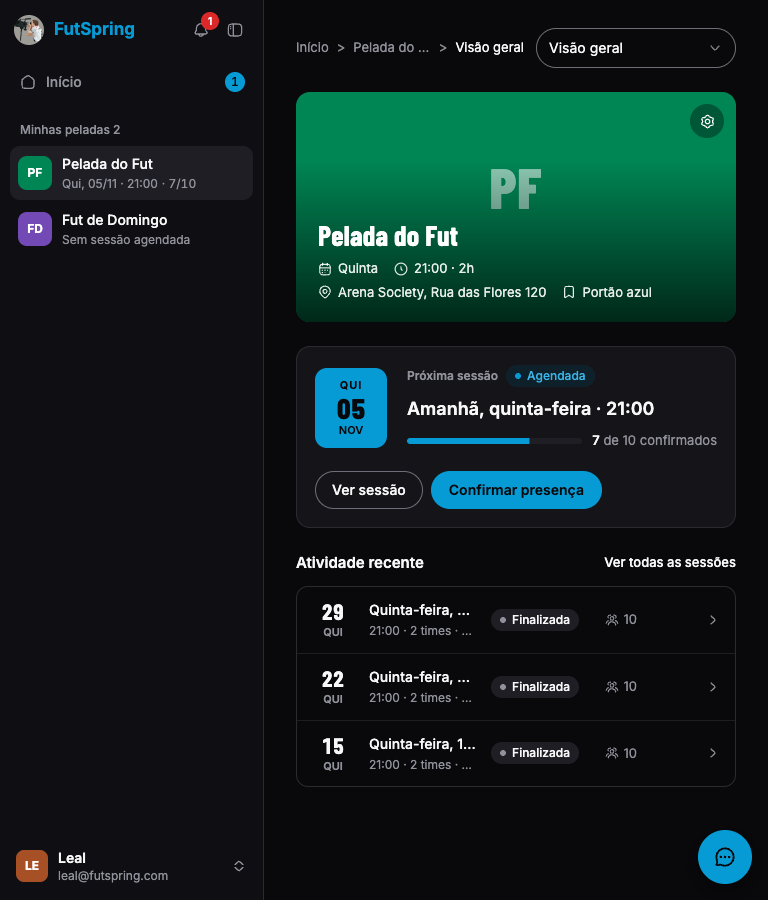 FutSpring
1
Início
1
Minhas peladas 2
PF
Pelada do Fut
Qui, 05/11 · 21:00 · 7/10
FD
Fut de Domingo
Sem sessão agendada
LE
Leal
leal@futspring.com
Início > Pelada do ... > Visão geral
Visão geral
PF
Pelada do Fut
Quinta 21:00 · 2h
Arena Society, Rua das Flores 120 Portão azul
QUI
05
NOV
Próxima sessão Agendada
Amanhã, quinta-feira · 21:00
7 de 10 confirmados
Ver sessão
Confirmar presença
Atividade recente
Ver todas as sessões
29
QUI
Quinta-feira, ...
21:00 · 2 times · ...
Finalizada
10
22
QUI
Quinta-feira, ...
21:00 · 2 times · ...
Finalizada
10
15
QUI
Quinta-feira, 1...
21:00 · 2 times · ...
Finalizada
10